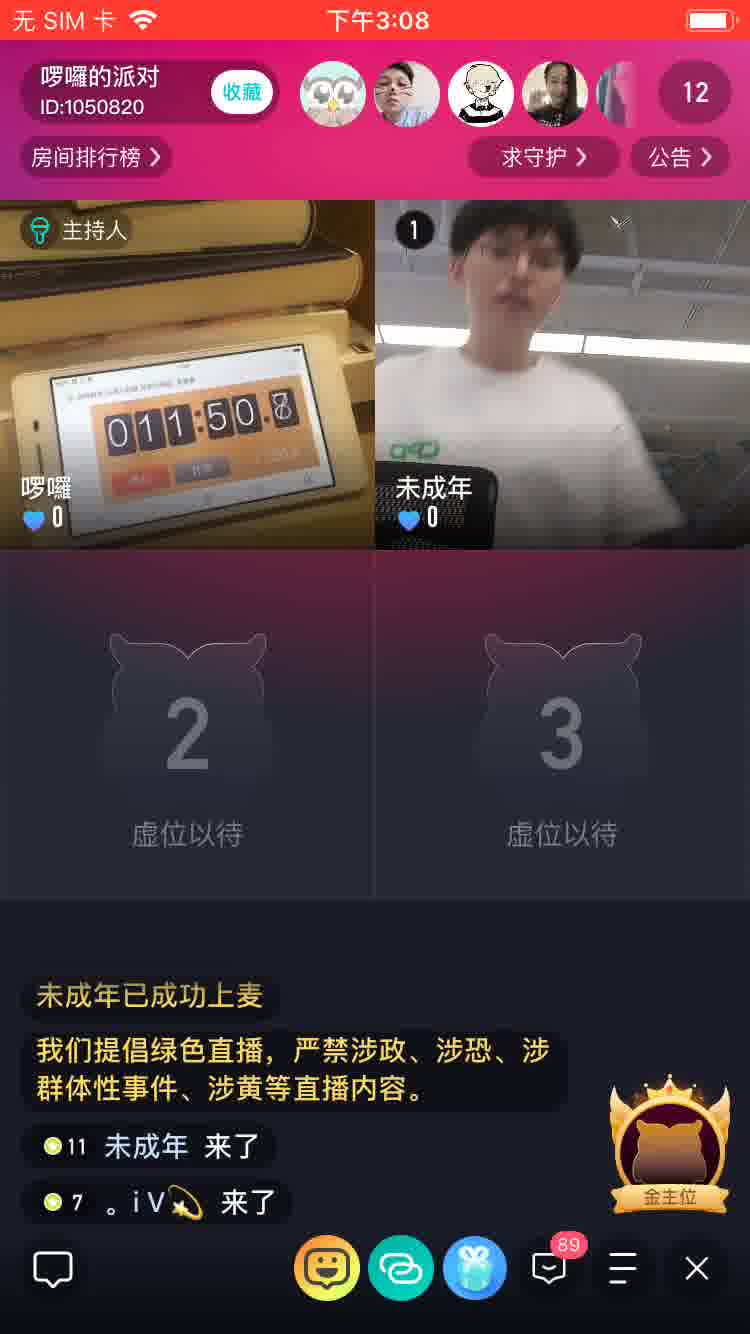 无 SIM 卡 下午3:08
啰囉的派对
ID:1050820
收藏
12
房间排行榜
求守护
公告
主持人
1
011:50.8
啰囉
0
未成年
0
2
虚位以待
3
虚位以待
未成年已成功上麦
我们提倡绿色直播，严禁涉政、涉恐、涉
群体性事件、涉黄等直播内容。
11 未成年 来了
7 。iV💫 来了
金主位
89